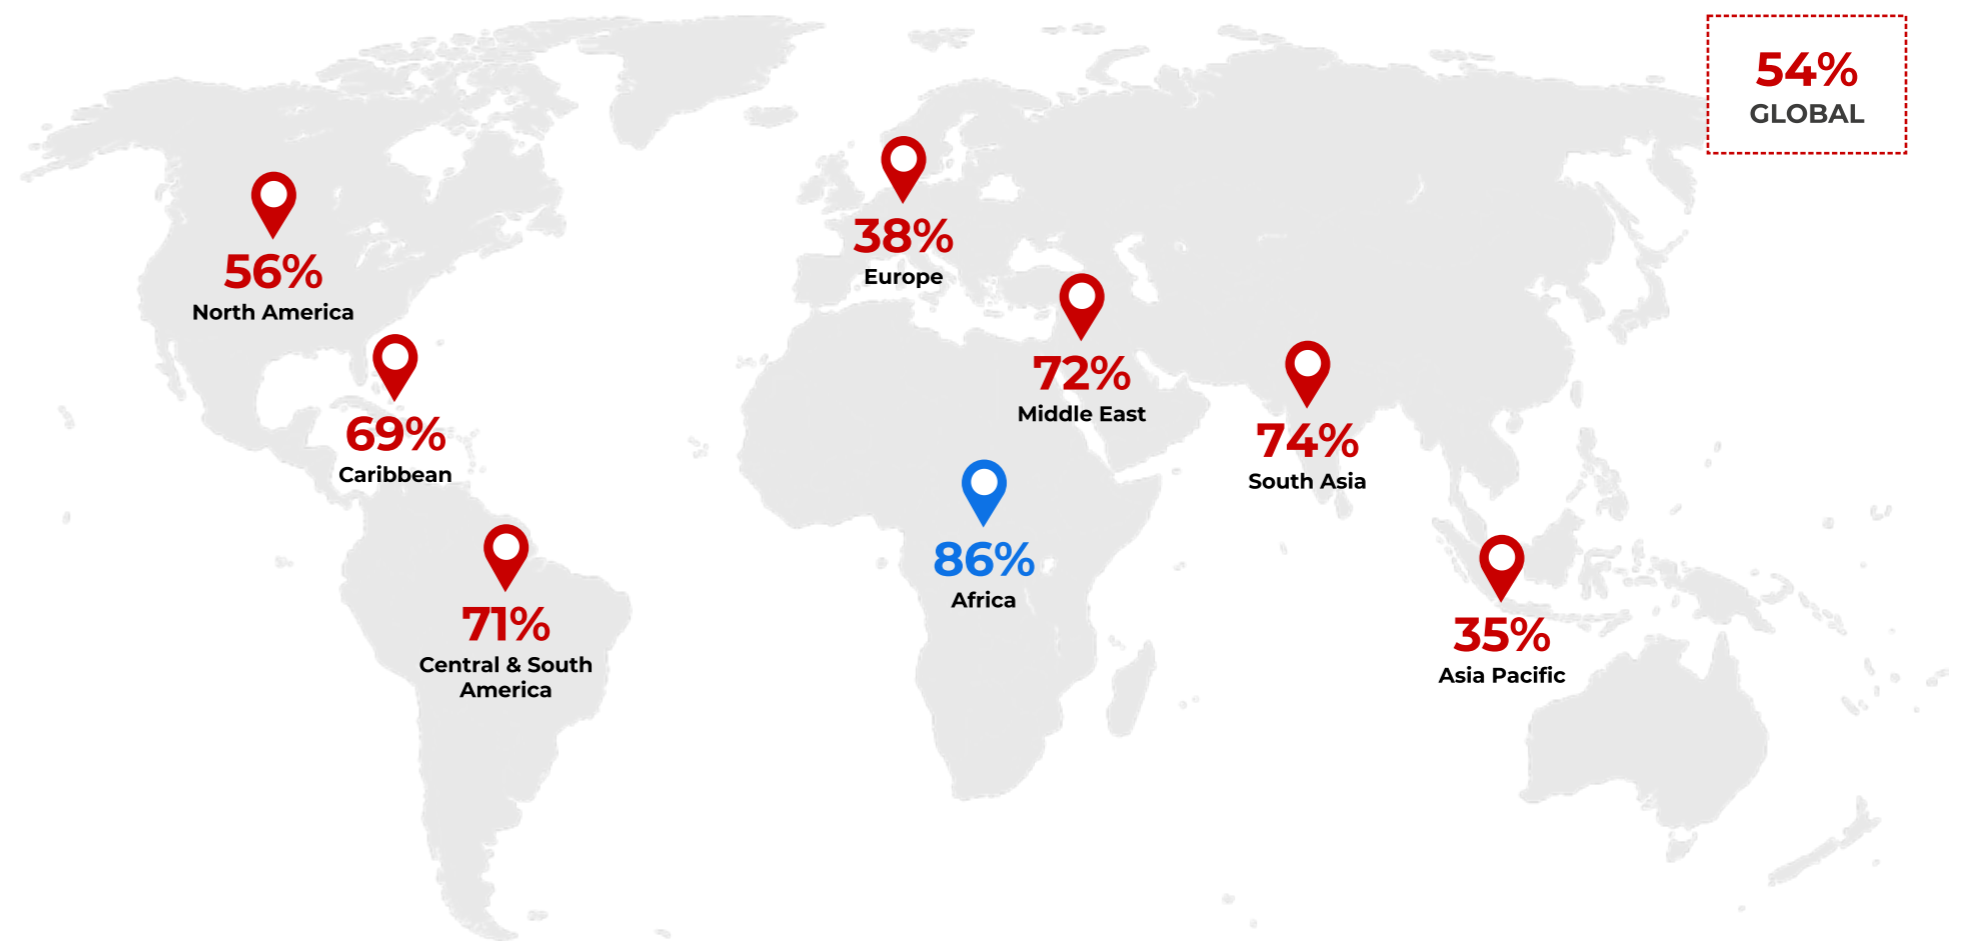 54%
GLOBAL
56%
North America
38%
Europe
72%
Middle East
69%
Caribbean
74%
South Asia
86%
Africa
71%
Central & South
America
35%
Asia Pacific